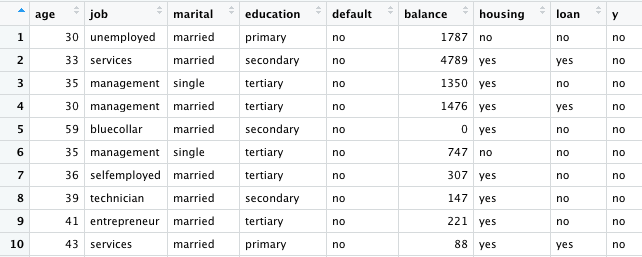 age job marital education default balance housing loan y
1 30 unemployed married primary no 1787 no no no
2 33 services married secondary no 4789 yes yes no
3 35 management single tertiary no 1350 yes no no
4 30 management married tertiary no 1476 yes yes no
5 59 bluecollar married secondary no 0 yes no no
6 35 management single tertiary no 747 no no no
7 36 selfemployed married tertiary no 307 yes no no
8 39 technician married secondary no 147 yes no no
9 41 entrepreneur married tertiary no 221 yes no no
10 43 services married primary no 88 yes yes no